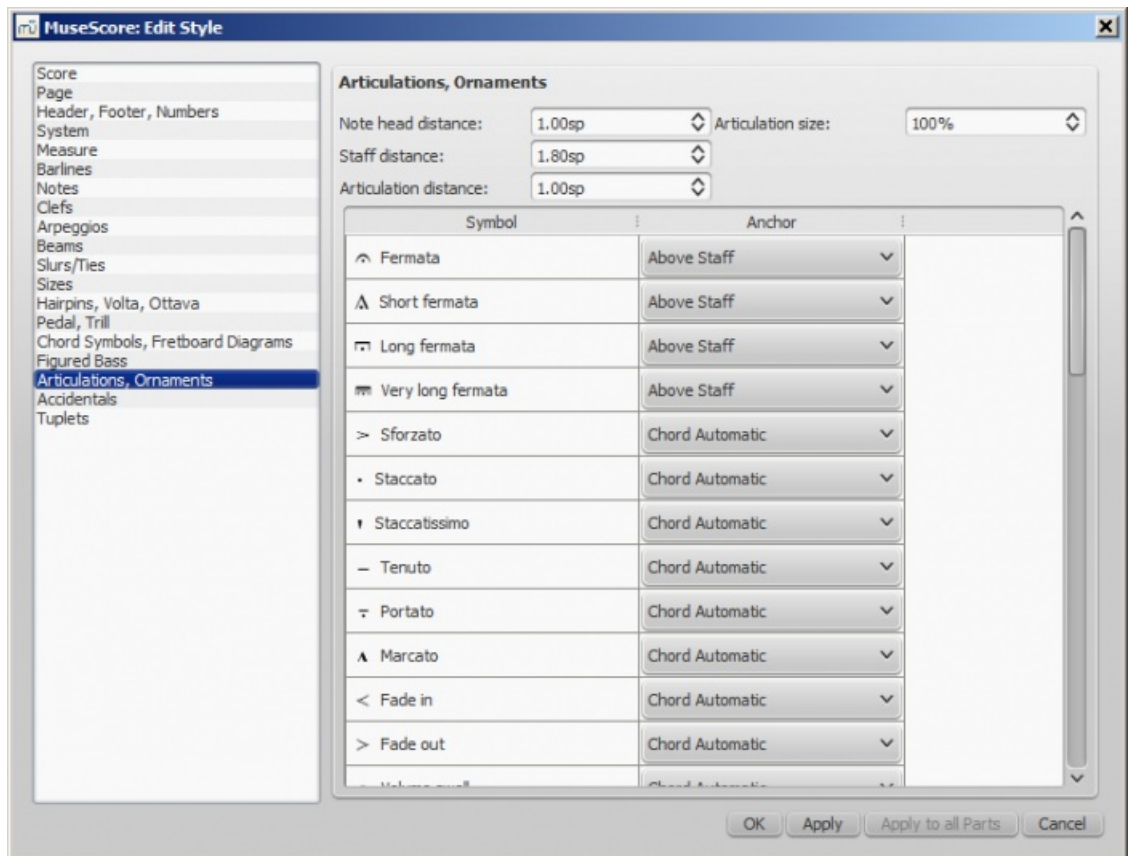 MuseScore: Edit Style
Score
Page
Header, Footer, Numbers
System
Measure
Barlines
Notes
Clefs
Arpeggios
Beams
Slurs/Ties
Sizes
Hairpins, Volta, Ottava
Pedal, Trill
Chord Symbols, Fretboard Diagrams
Figured Bass
Articulations, Ornaments
Accidentals
Tuplets
Articulations, Ornaments
Note head distance: 1.00sp Articulation size: 100%
Staff distance: 1.80sp
Articulation distance: 1.00sp
Symbol Anchor
Fermata Above Staff
Short fermata Above Staff
Long fermata Above Staff
Very long fermata Above Staff
Sforzato Chord Automatic
Staccato Chord Automatic
Staccatissimo Chord Automatic
Tenuto Chord Automatic
Portato Chord Automatic
Marcato Chord Automatic
Fade in Chord Automatic
Fade out Chord Automatic
OK Apply Apply to all Parts Cancel